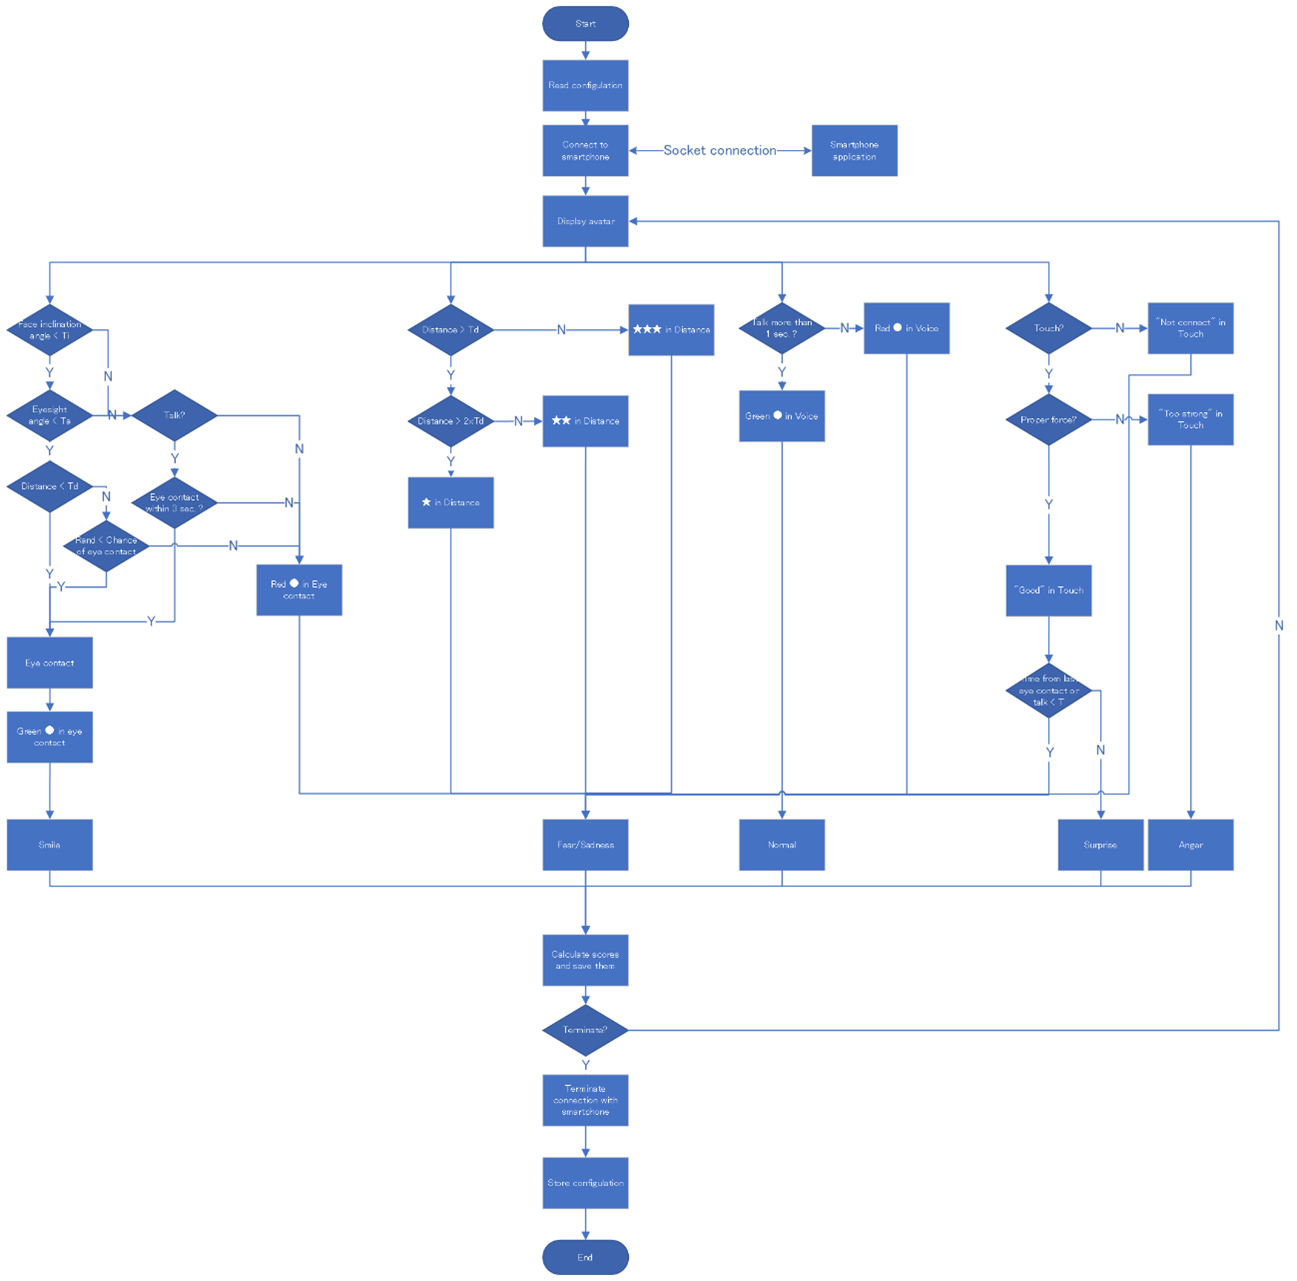 Start
Read configulation
Connect to
smartphone
Socket connection
Smartphone
application
Display avatar
Face inclination
angle < Ti
Distance > Td
N
★★★ in Distance
Talk more than
1 sec. ?
N
Red ● in Voice
Touch?
N
"Not connect" in
Touch
Y
N
Y
Y
Y
Eyesight
angle < Ta
N
Talk?
Distance > 2xTd
N
★★ in Distance
Green ● in Voice
Proper force?
N
"Too strong" in
Touch
Y
Y
N
Y
Distance < Td
N
Eye contact
within 3 sec. ?
N
★ in Distance
Y
Rand < Chance
of eye contact
N
Y
Y
Red ● in Eye
contact
"Good" in Touch
Y
N
Eye contact
Time from last
eye contact or
talk < T
Green ● in eye
contact
Y
N
Smile
Fear/Sadness
Normal
Surprise
Anger
Calculate scores
and save them
Terminate?
Y
Terminate
connection with
smartphone
Store configulation
End